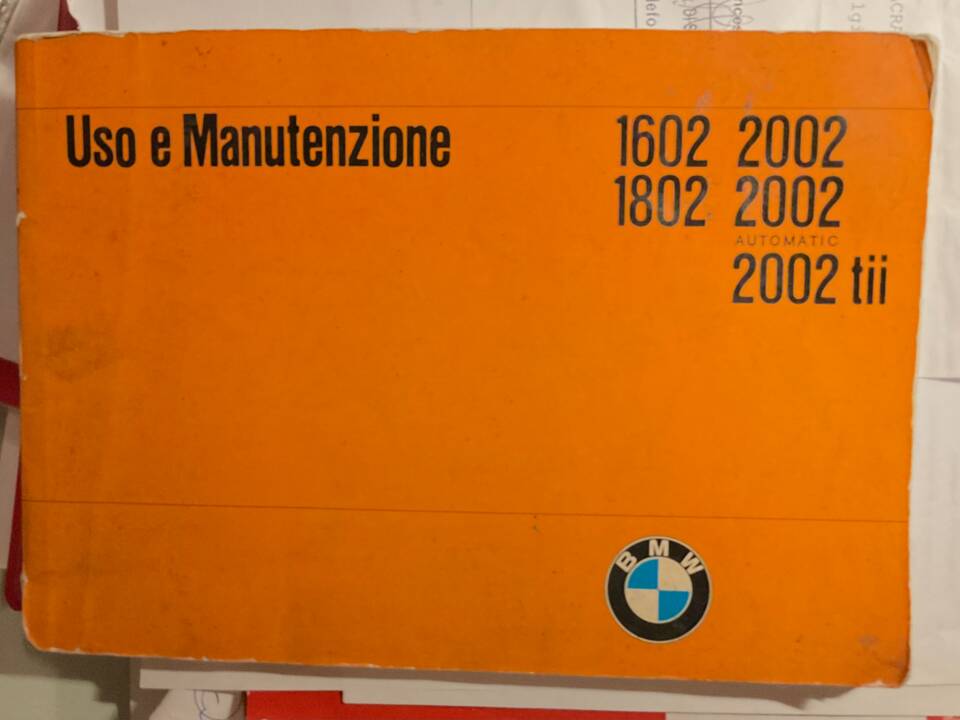 Uso e Manutenzione
1602 2002
1802 2002
AUTOMATIC
2002 tii
BMW